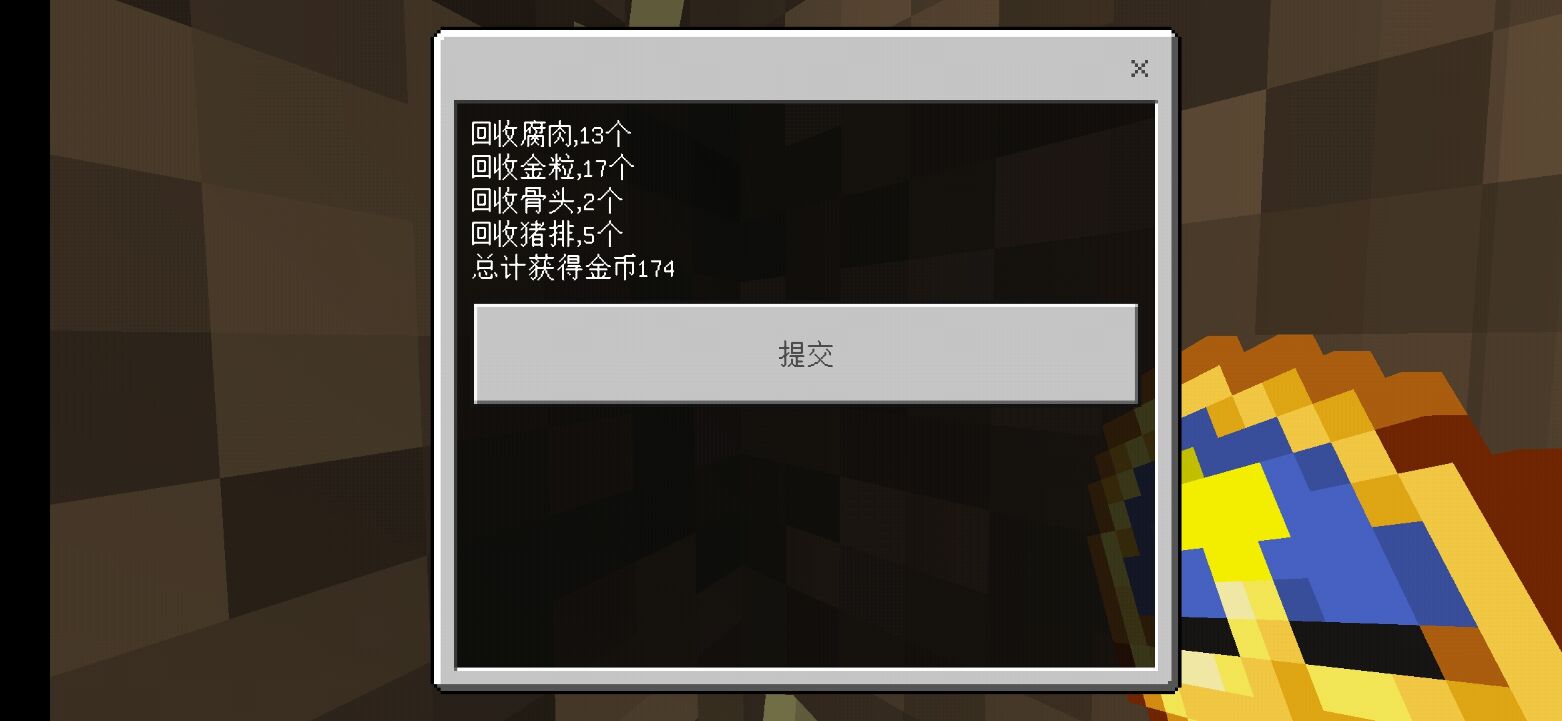 回收腐肉,13个
回收金粒,17个
回收骨头,2个
回收猪排,5个
总计获得金币174
提交